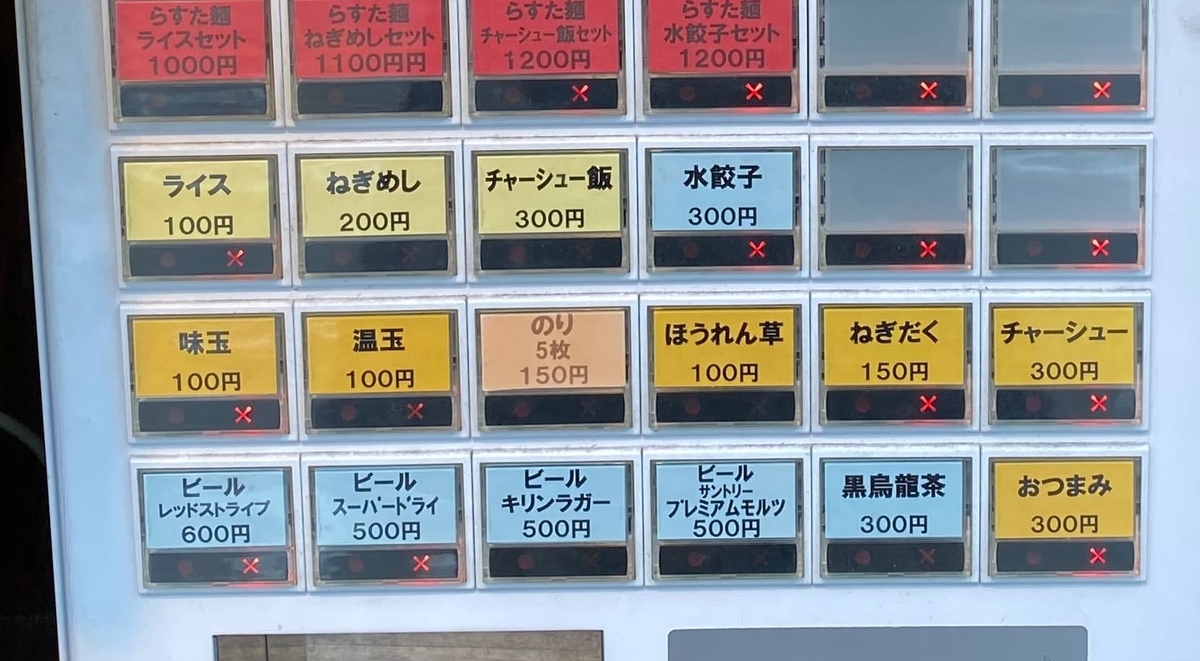 らすた麺
ライスセット
1000円
らすた麺
ねぎめしセット
1100円円
らすた麺
チャーシュー飯セット
1200円
らすた麺
水餃子セット
1200円
ライス
100円
ねぎめし
200円
チャーシュー飯
300円
水餃子
300円
味玉
100円
温玉
100円
のり
5枚
150円
ほうれん草
100円
ねぎだく
150円
チャーシュー
300円
ビール
レッドストライプ
600円
ビール
スーパードライ
500円
ビール
キリンラガー
500円
ビール
サントリー
プレミアムモルツ
500円
黒烏龍茶
300円
おつまみ
300円